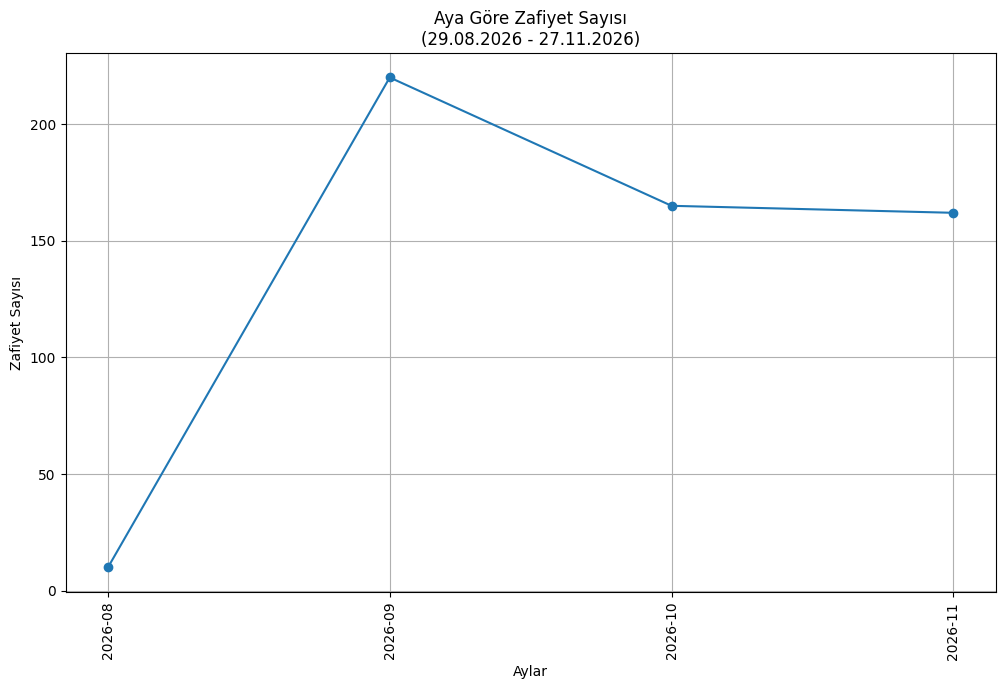 Aya Göre Zafiyet Sayısı
(29.08.2026 - 27.11.2026)
Zafiyet Sayısı
200
150
100
50
0
2026-08
2026-09
2026-10
2026-11
Aylar